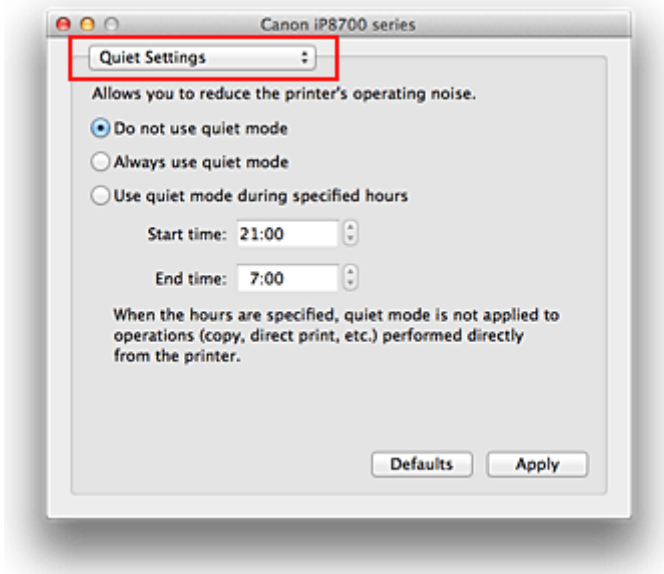 Canon iP8700 series
Quiet Settings
Allows you to reduce the printer's operating noise.
Do not use quiet mode
Always use quiet mode
Use quiet mode during specified hours
Start time: 21:00
End time: 7:00
When the hours are specified, quiet mode is not applied to
operations (copy, direct print, etc.) performed directly
from the printer.
Defaults Apply